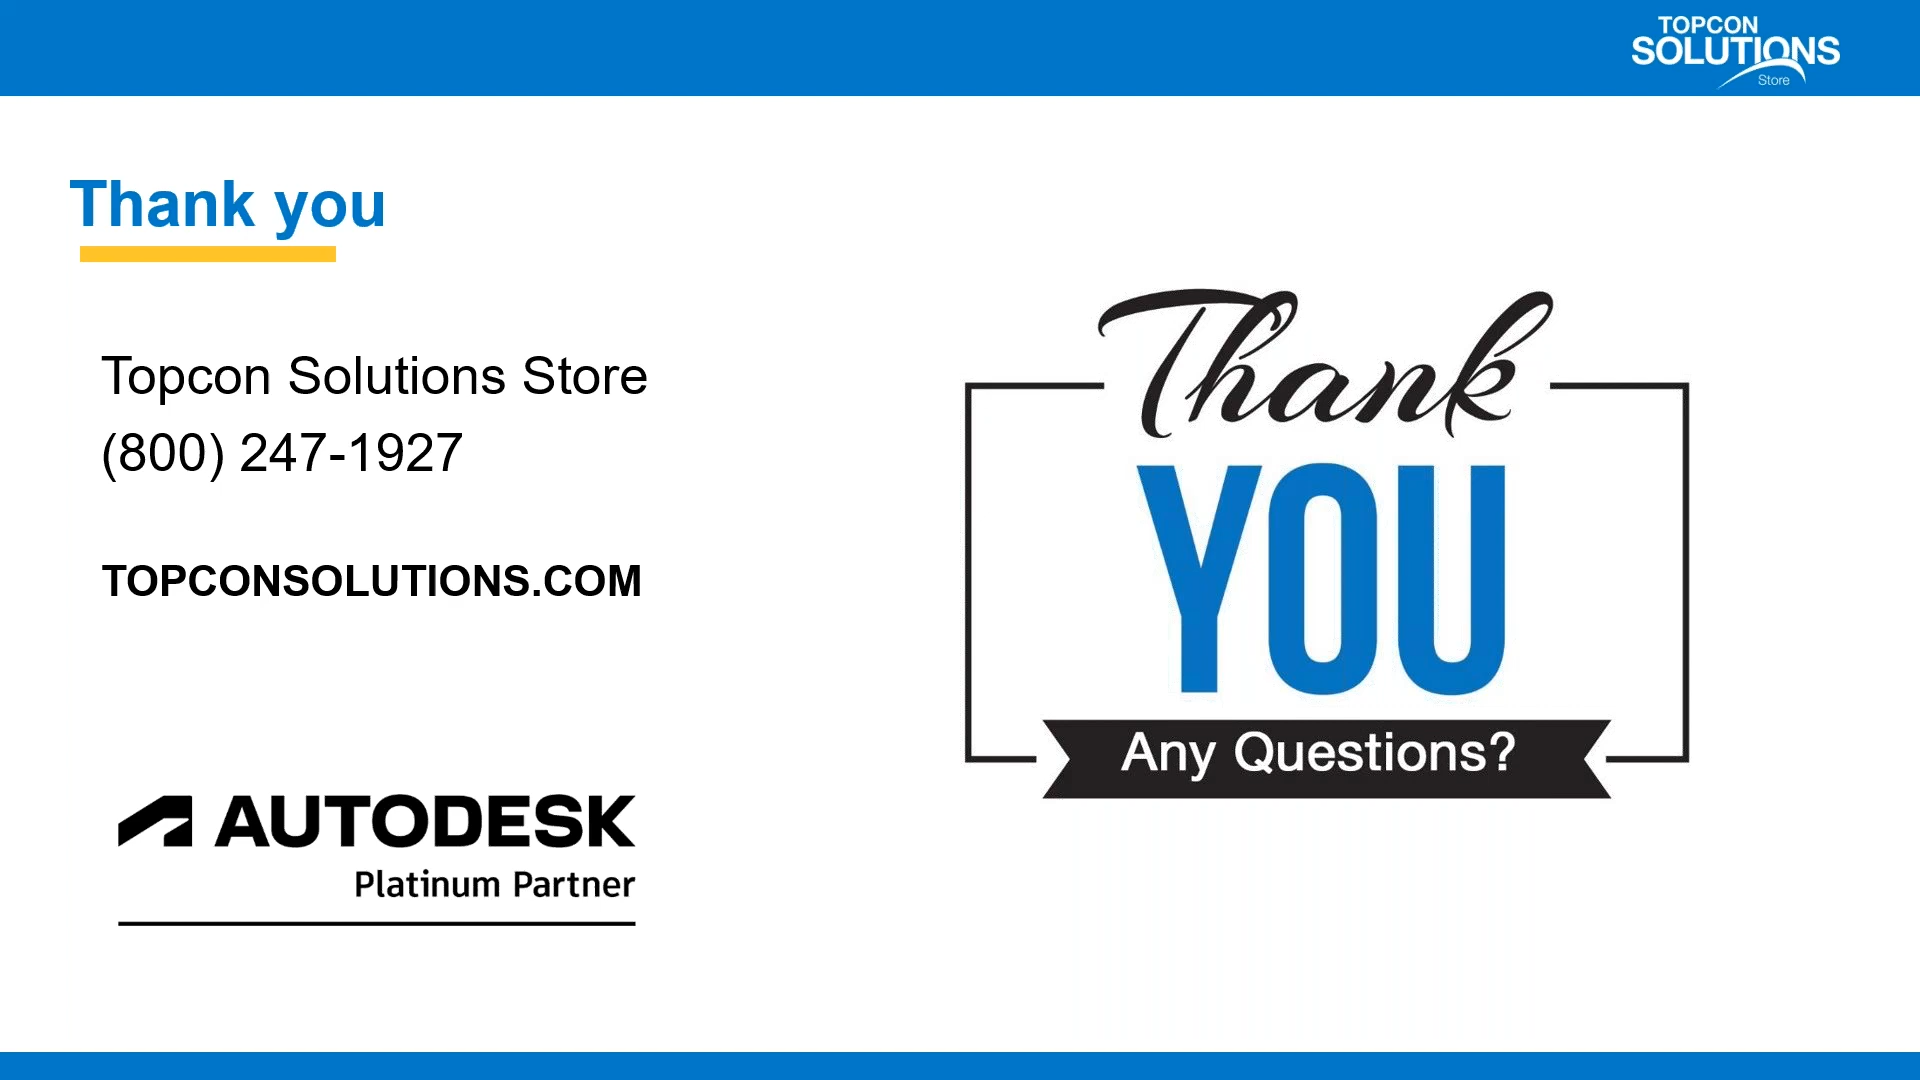 TOPCON
SOLUTIONS
Store
Thank you
Topcon Solutions Store
(800) 247-1927
TOPCONSOLUTIONS.COM
AUTODESK
Platinum Partner
Thank
YOU
Any Questions?